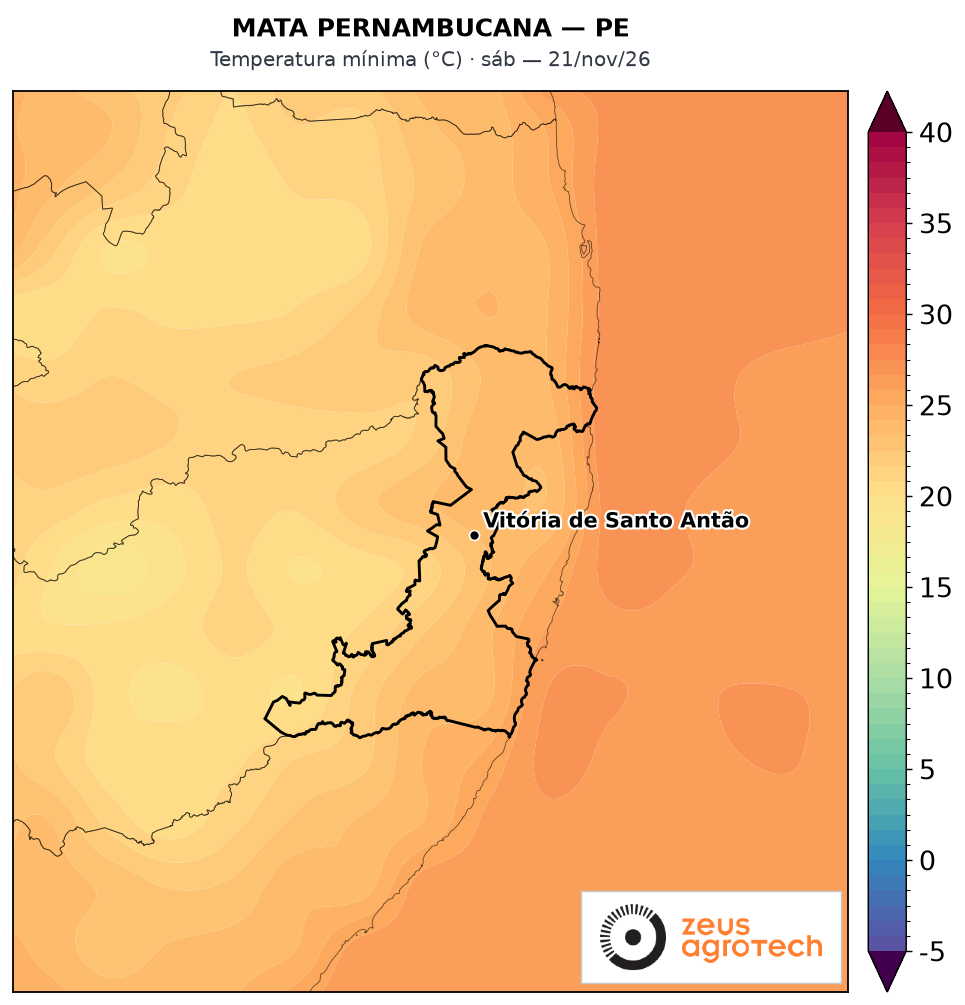 MATA PERNAMBUCANA — PE
Temperatura mínima (°C) · sáb — 21/nov/26
40
35
30
25
20
15
10
5
0
-5
Vitória de Santo Antão
zeus
agrotech